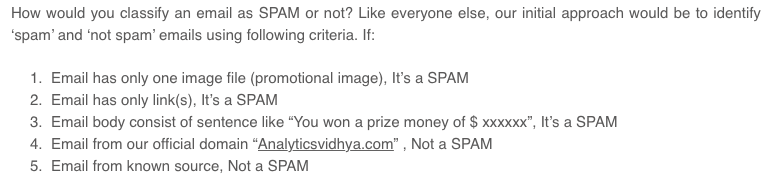 How would you classify an email as SPAM or not? Like everyone else, our initial approach would be to identify
‘spam’ and ‘not spam’ emails using following criteria. If:
1. Email has only one image file (promotional image), It’s a SPAM
2. Email has only link(s), It’s a SPAM
3. Email body consist of sentence like “You won a prize money of $ xxxxxx”, It’s a SPAM
4. Email from our official domain “Analyticsvidhya.com” , Not a SPAM
5. Email from known source, Not a SPAM